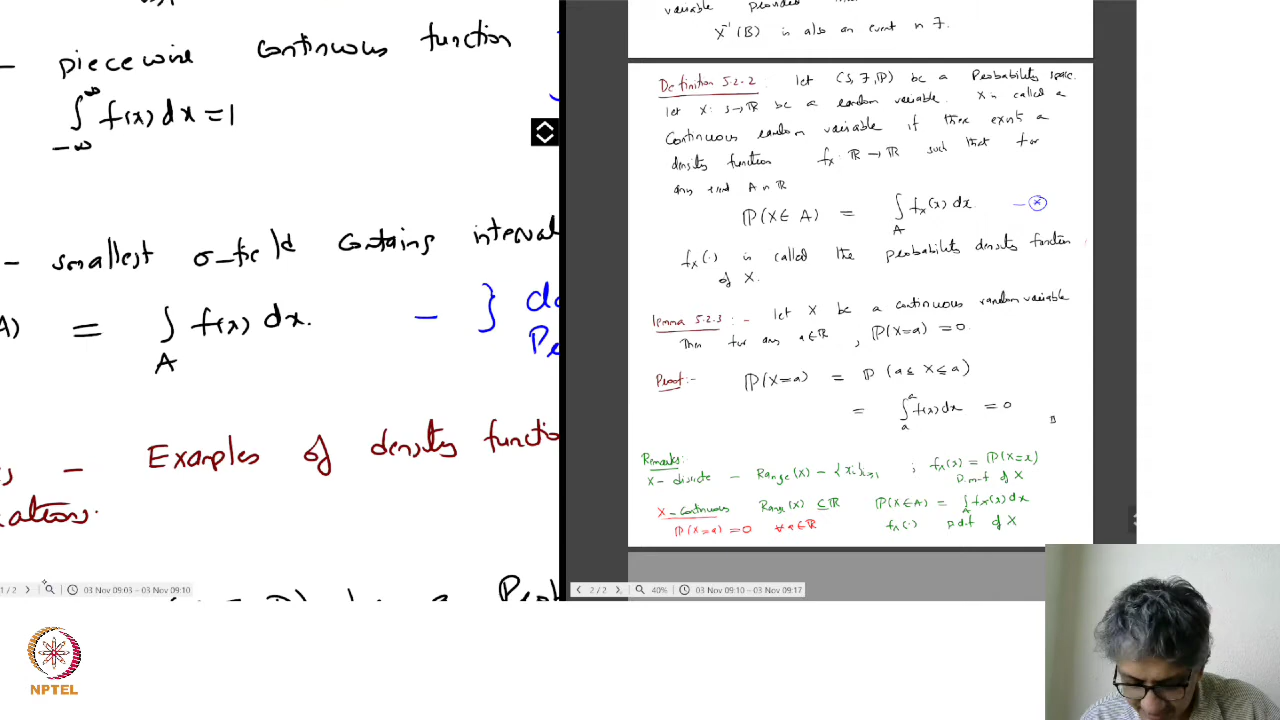 - piecewise continuous function
∫_{-∞}^{∞} f(x) dx = 1
- smallest σ-field contains interval
A) = ∫_A f(x) dx. - }
- Examples of density functio
03 Nov 09:03 – 03 Nov 09:10
variable provided
X⁻¹(B) is also an event in F.
Definition 5.2.2 let (S, F, ℙ) be a Probability space.
let X: S→ℝ be a random variable. X is called a
Continuous random variable if there exists a
density function f_X: ℝ → ℝ such that for
any event A in ℝ
ℙ(X ∈ A) = ∫_A f_X(x) dx - (*)
f_X(.) is called the probability density function
of X.
lemma 5.2.3 :- let X be a continuous random variable
Then for any a∈ℝ, ℙ(X=a) = 0.
Proof:- ℙ(X=a) = ℙ (a ≤ X ≤ a)
= ∫_a^a f(x) dx = 0
Remarks:
X - discrete - Range(X) - {x_i}_{i≥1} ; f_X(x) = ℙ(X=x)
p.m.f of X
X - Continuous Range(X) ⊆ ℝ ℙ(X∈A) = ∫_A f_X(x) dx
ℙ(X=a) = 0 ∀ a∈ℝ f_X(.) p.d.f of X
2 / 2 40% 03 Nov 09:10 – 03 Nov 09:17
NPTEL